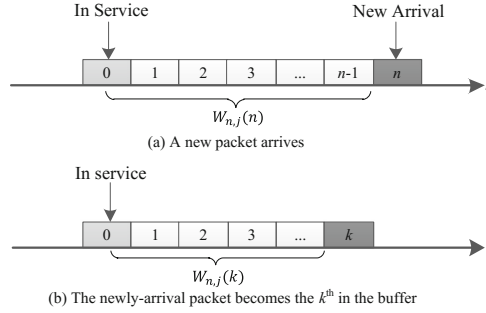 In Service New Arrival
0 1 2 3 ... n-1 n
W_{n,j}(n)
(a) A new packet arrives
In service
0 1 2 3 ... k
W_{n,j}(k)
(b) The newly-arrival packet becomes the k^{th} in the buffer